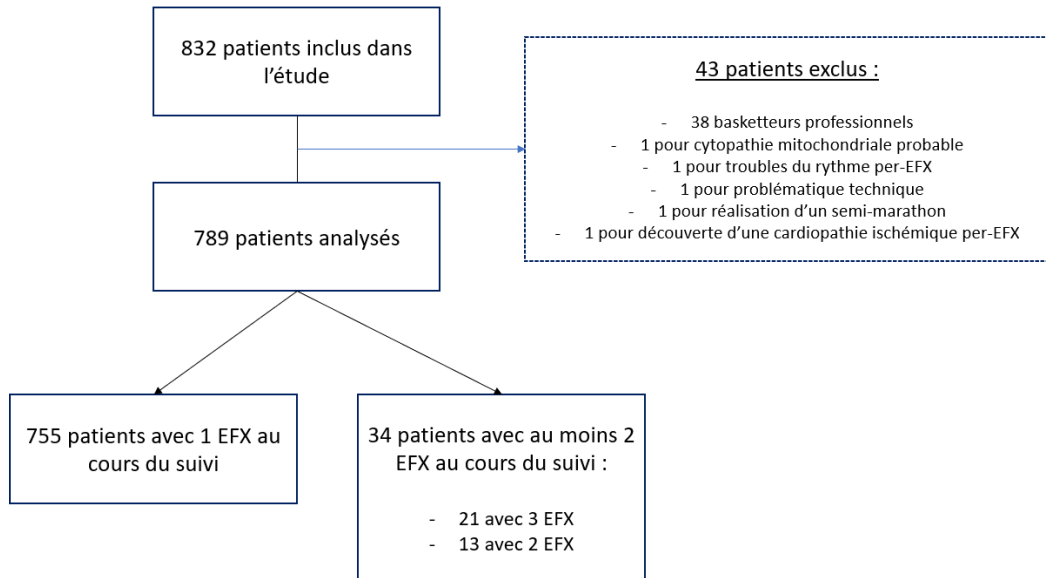 832 patients inclus dans
l'étude
43 patients exclus :
- 38 basketteurs professionnels
- 1 pour cytopathie mitochondriale probable
- 1 pour troubles du rythme per-EFX
- 1 pour problématique technique
- 1 pour réalisation d'un semi-marathon
- 1 pour découverte d'une cardiopathie ischémique per-EFX
789 patients analysés
755 patients avec 1 EFX au
cours du suivi
34 patients avec au moins 2
EFX au cours du suivi :
- 21 avec 3 EFX
- 13 avec 2 EFX